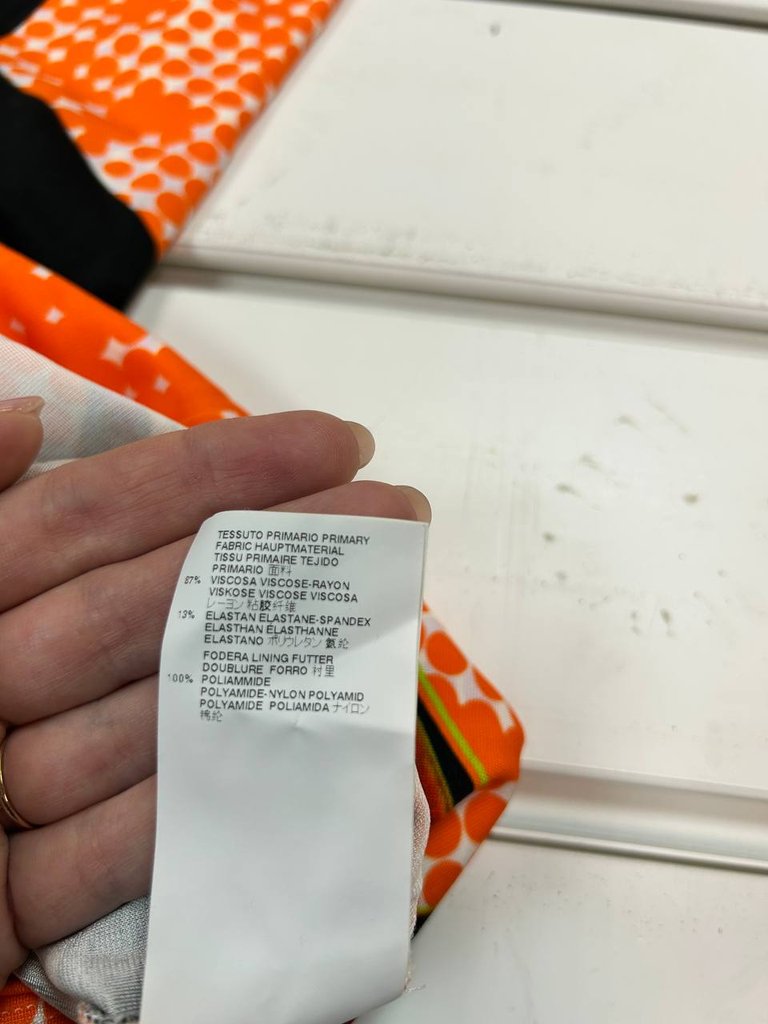 TESSUTO PRIMARIO PRIMARY
FABRIC HAUPTMATERIAL
TISSU PRIMAIRE TEJIDO
PRIMARIO 面料
87% VISCOSA VISCOSE-RAYON
VISKOSE VISCOSE VISCOSA
レーヨン 粘胶纤维
13% ELASTAN ELASTANE-SPANDEX
ELASTHAN ÉLASTHANNE
ELASTANO ポリウレタン 氨纶
FODERA LINING FUTTER
DOUBLURE FORRO 衬里
100% POLIAMMIDE
POLYAMIDE-NYLON POLYAMID
POLYAMIDE POLIAMIDA ナイロン
锦纶